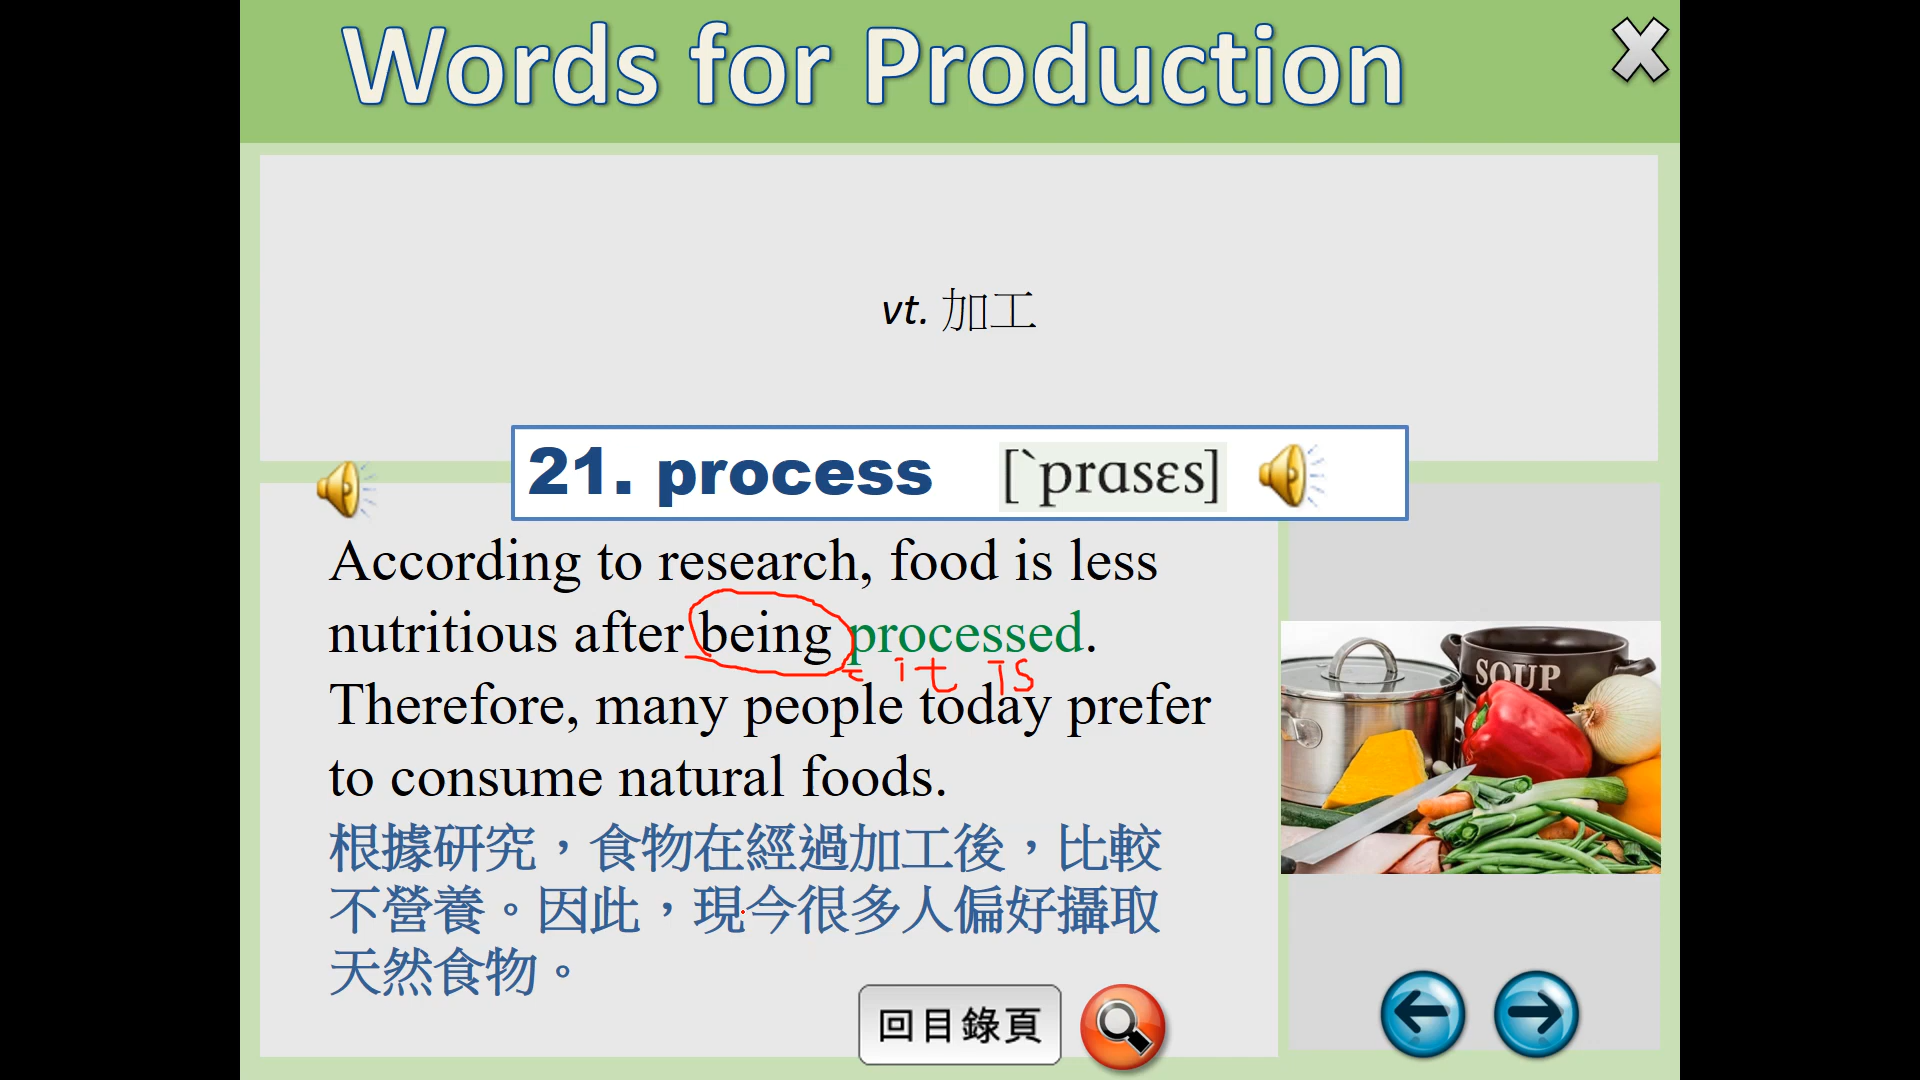 Words for Production
vt. 加工
21. process [ˋprɑsɛs]
According to research, food is less
nutritious after being processed.
= it is
Therefore, many people today prefer
to consume natural foods.
根據研究，食物在經過加工後，比較
不營養。因此，現今很多人偏好攝取
天然食物。
SOUP
回目錄頁